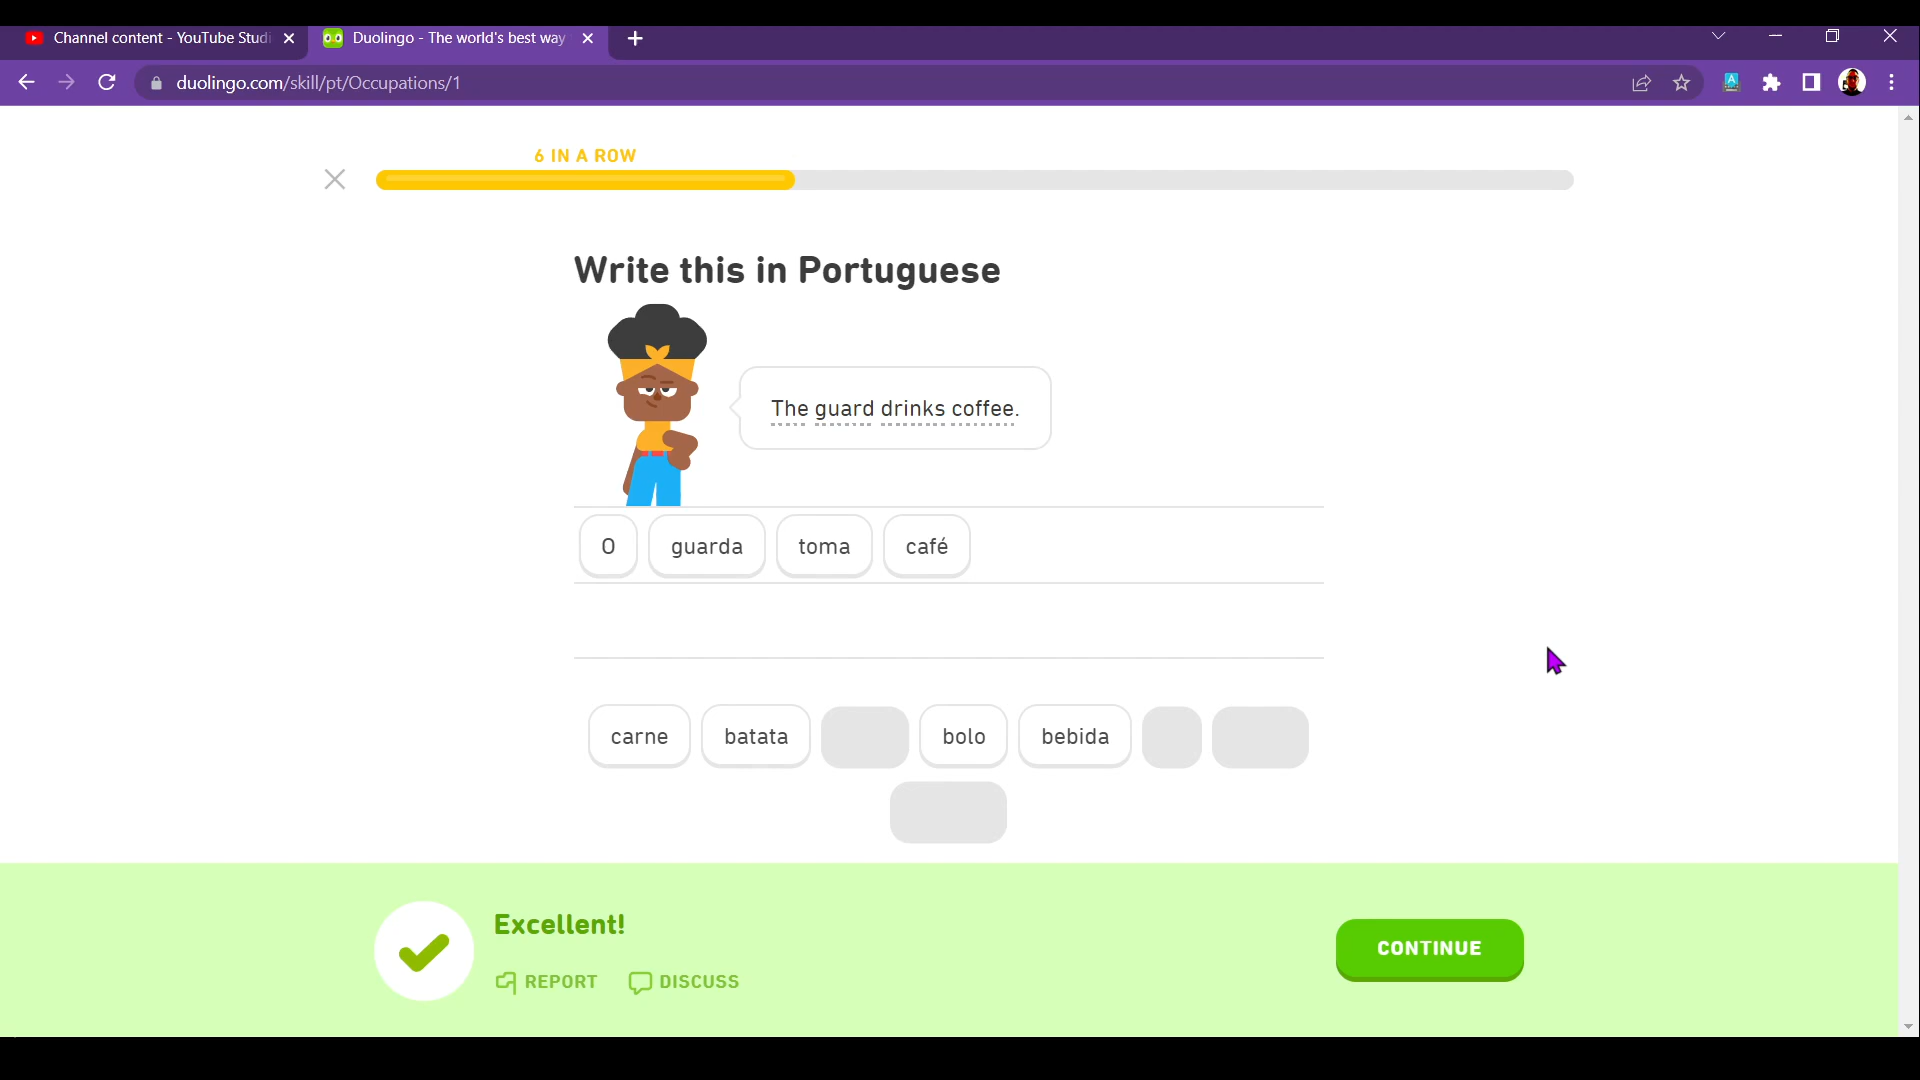 Channel content - YouTube Studi
Duolingo - The world's best way
duolingo.com/skill/pt/Occupations/1
6 IN A ROW
Write this in Portuguese
The guard drinks coffee.
O guarda toma café
carne batata bolo bebida
Excellent!
REPORT DISCUSS
CONTINUE